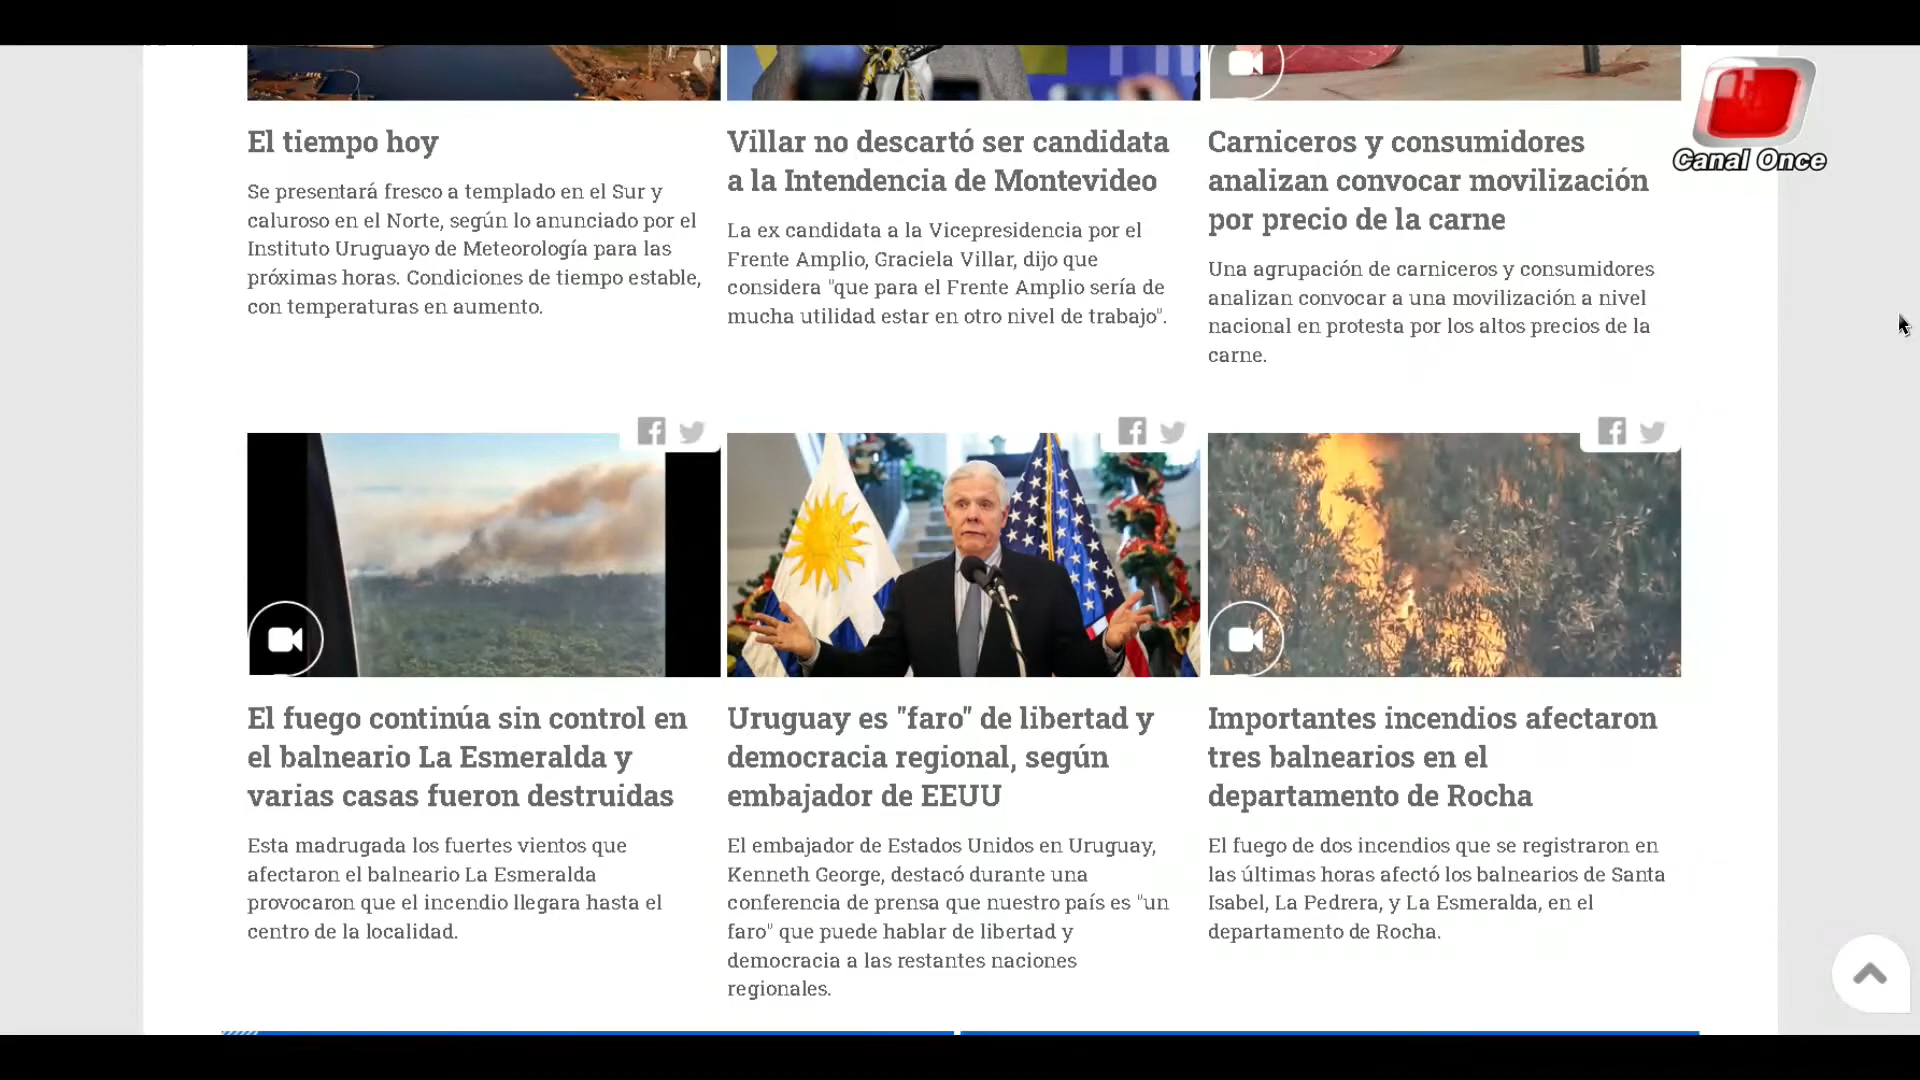 El tiempo hoy
Se presentará fresco a templado en el Sur y
caluroso en el Norte, según lo anunciado por el
Instituto Uruguayo de Meteorología para las
próximas horas. Condiciones de tiempo estable,
con temperaturas en aumento.
Villar no descartó ser candidata
a la Intendencia de Montevideo
La ex candidata a la Vicepresidencia por el
Frente Amplio, Graciela Villar, dijo que
considera "que para el Frente Amplio sería de
mucha utilidad estar en otro nivel de trabajo".
Carniceros y consumidores
analizan convocar movilización
por precio de la carne
Una agrupación de carniceros y consumidores
analizan convocar a una movilización a nivel
nacional en protesta por los altos precios de la
carne.
Canal Once
El fuego continúa sin control en
el balneario La Esmeralda y
varias casas fueron destruidas
Esta madrugada los fuertes vientos que
afectaron el balneario La Esmeralda
provocaron que el incendio llegara hasta el
centro de la localidad.
Uruguay es "faro" de libertad y
democracia regional, según
embajador de EEUU
El embajador de Estados Unidos en Uruguay,
Kenneth George, destacó durante una
conferencia de prensa que nuestro país es "un
faro" que puede hablar de libertad y
democracia a las restantes naciones
regionales.
Importantes incendios afectaron
tres balnearios en el
departamento de Rocha
El fuego de dos incendios que se registraron en
las últimas horas afectó los balnearios de Santa
Isabel, La Pedrera, y La Esmeralda, en el
departamento de Rocha.